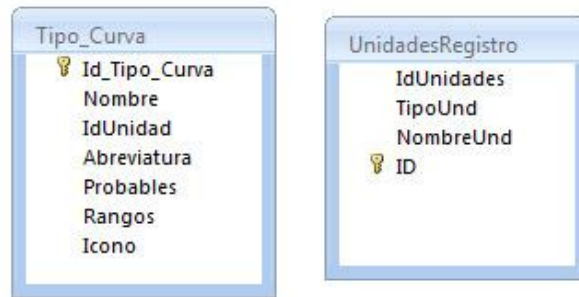 Tipo_Curva
Id_Tipo_Curva
Nombre
IdUnidad
Abreviatura
Probables
Rangos
Icono
UnidadesRegistro
IdUnidades
TipoUnd
NombreUnd
ID